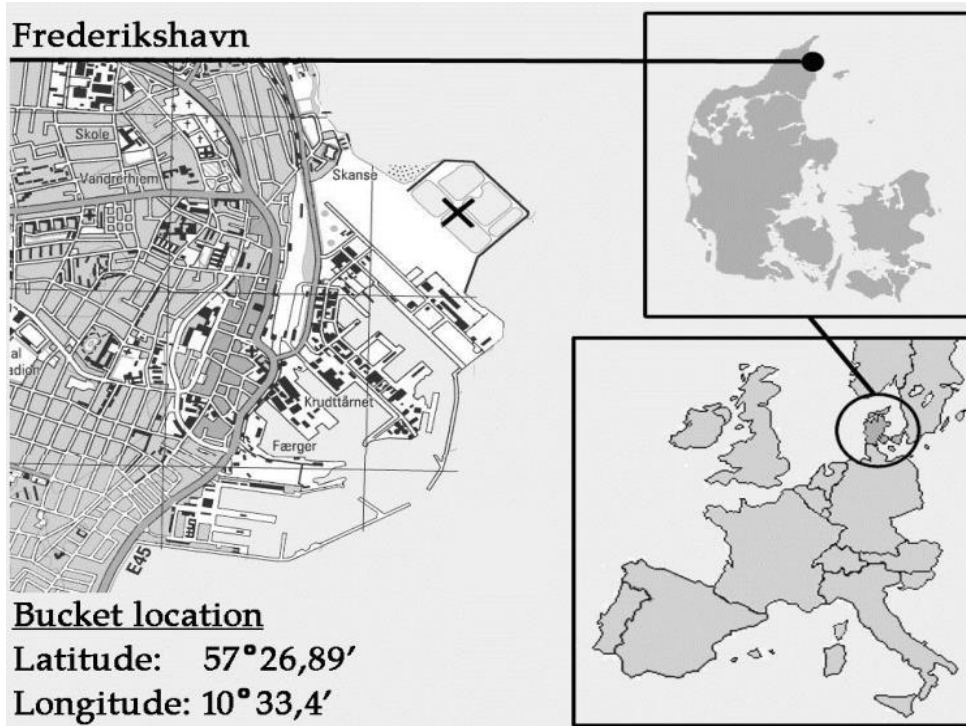 Frederikshavn
Skole
Vandrerhjem
Skanse
Krudttårnet
Færger
E45
Bucket location
Latitude: 57°26,89′
Longitude: 10°33,4′